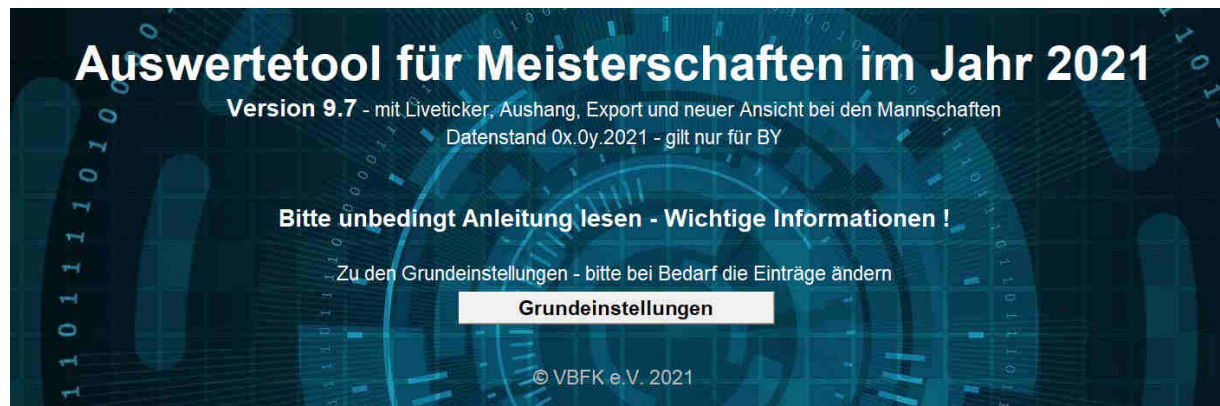 Auswertetool für Meisterschaften im Jahr 2021
Version 9.7 - mit Liveticker, Aushang, Export und neuer Ansicht bei den Mannschaften
Datenstand 0x.0y.2021 - gilt nur für BY
Bitte unbedingt Anleitung lesen - Wichtige Informationen !
Zu den Grundeinstellungen - bitte bei Bedarf die Einträge ändern
Grundeinstellungen
© VBFK e.V. 2021